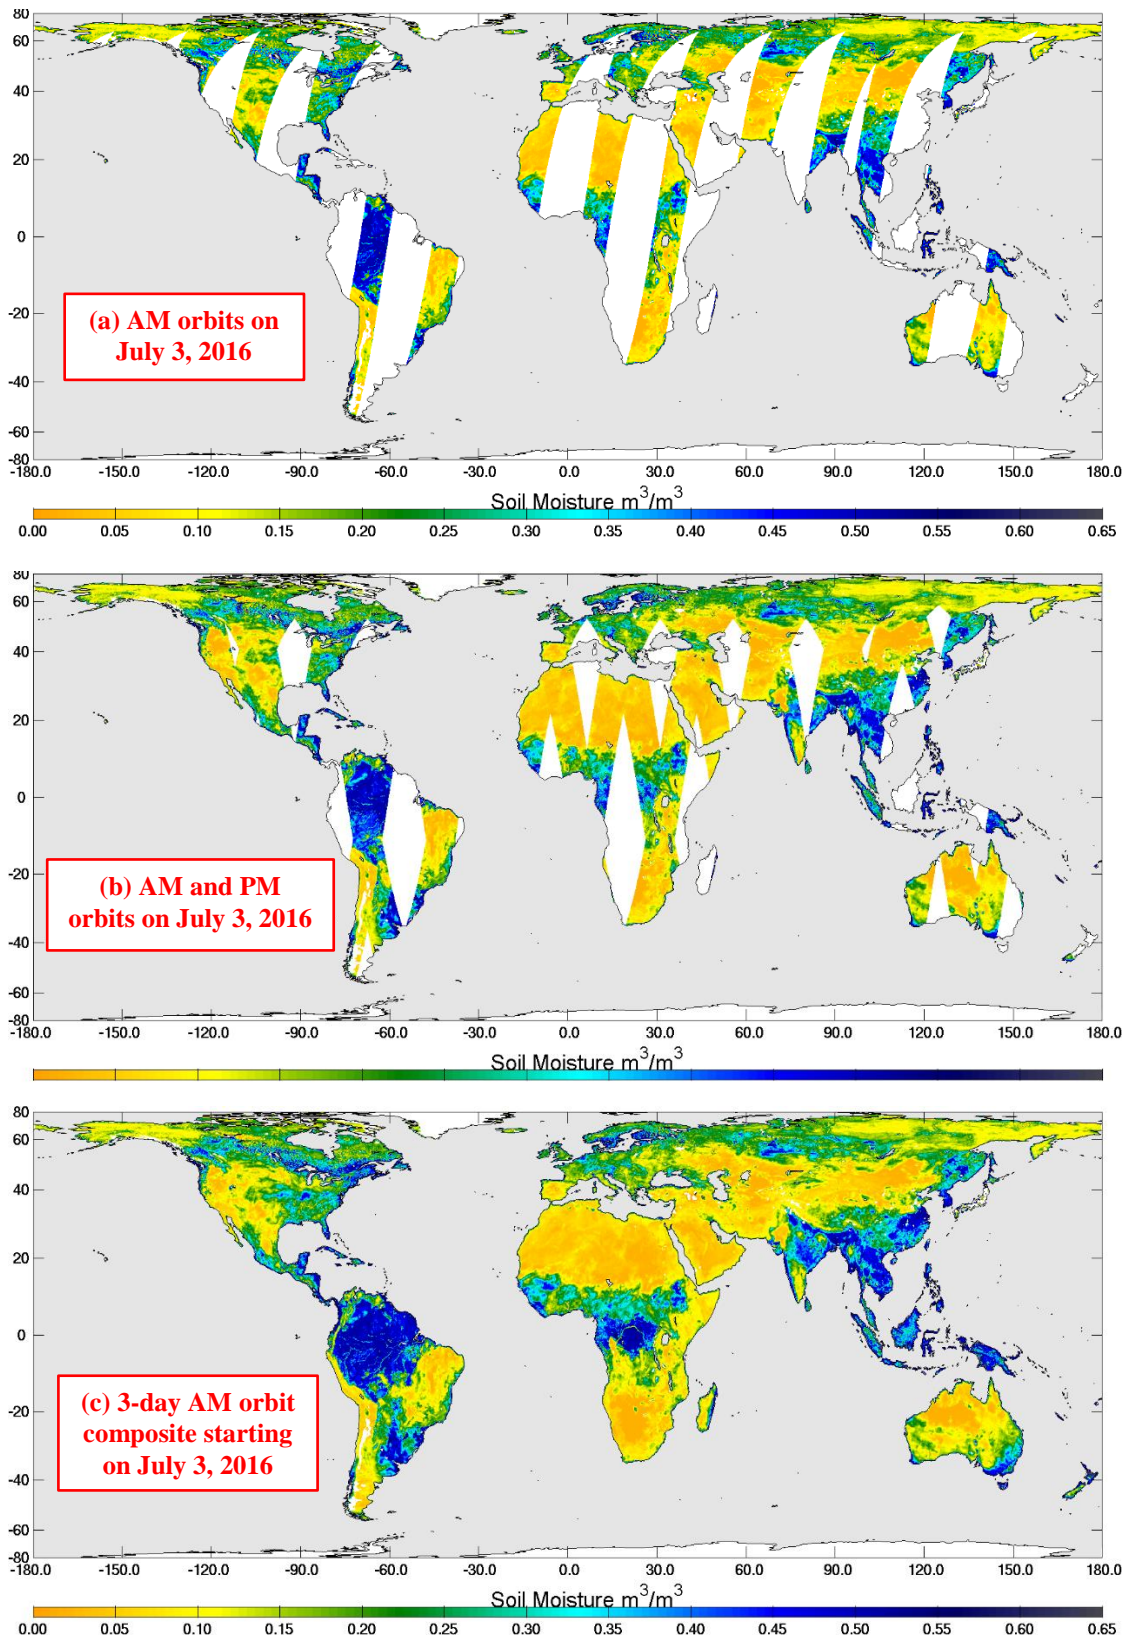 80
60
40
20
0
-20
-40
-60
-80
(a) AM orbits on
July 3, 2016
-180.0 -150.0 -120.0 -90.0 -60.0 -30.0 0.0 30.0 60.0 90.0 120.0 150.0 180.0
Soil Moisture m³/m³
0.00 0.05 0.10 0.15 0.20 0.25 0.30 0.35 0.40 0.45 0.50 0.55 0.60 0.65
80
60
40
20
0
-20
-40
-60
-80
(b) AM and PM
orbits on July 3, 2016
-180.0 -150.0 -120.0 -90.0 -60.0 -30.0 0.0 30.0 60.0 90.0 120.0 150.0 180.0
Soil Moisture m³/m³
80
60
40
20
0
-20
-40
-60
-80
(c) 3-day AM orbit
composite starting
on July 3, 2016
-180.0 -150.0 -120.0 -90.0 -60.0 -30.0 0.0 30.0 60.0 90.0 120.0 150.0 180.0
Soil Moisture m³/m³
0.00 0.05 0.10 0.15 0.20 0.25 0.30 0.35 0.40 0.45 0.50 0.55 0.60 0.65